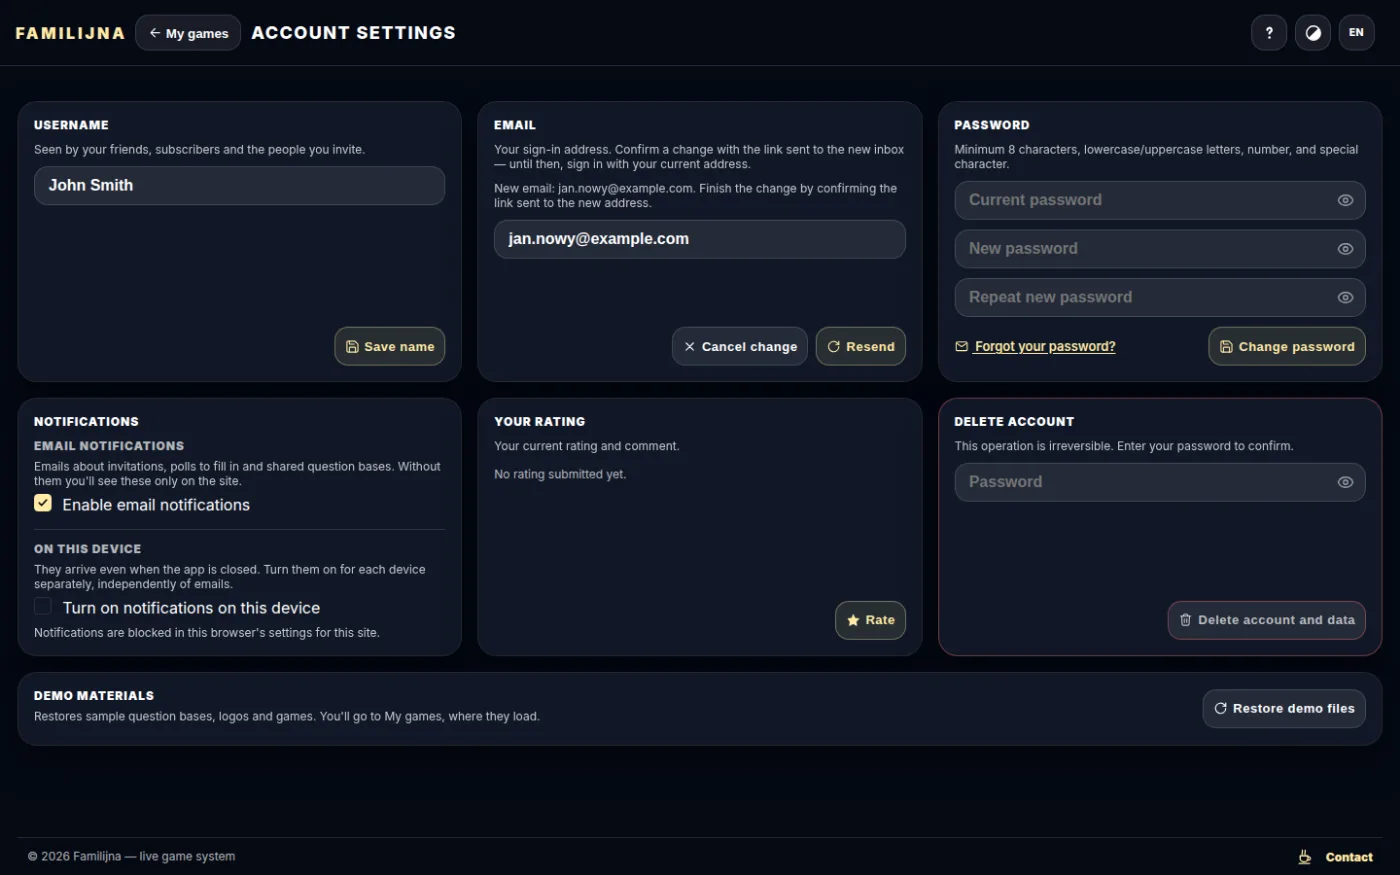 FAMILIJNA
← My games
ACCOUNT SETTINGS
?
EN
USERNAME
Seen by your friends, subscribers and the people you invite.
John Smith
Save name
EMAIL
Your sign-in address. Confirm a change with the link sent to the new inbox
— until then, sign in with your current address.
New email: jan.nowy@example.com. Finish the change by confirming the
link sent to the new address.
jan.nowy@example.com
Cancel change
Resend
PASSWORD
Minimum 8 characters, lowercase/uppercase letters, number, and special
character.
Current password
New password
Repeat new password
Forgot your password?
Change password
NOTIFICATIONS
EMAIL NOTIFICATIONS
Emails about invitations, polls to fill in and shared question bases. Without
them you'll see these only on the site.
Enable email notifications
ON THIS DEVICE
They arrive even when the app is closed. Turn them on for each device
separately, independently of emails.
Turn on notifications on this device
Notifications are blocked in this browser's settings for this site.
YOUR RATING
Your current rating and comment.
No rating submitted yet.
Rate
DELETE ACCOUNT
This operation is irreversible. Enter your password to confirm.
Password
Delete account and data
DEMO MATERIALS
Restores sample question bases, logos and games. You'll go to My games, where they load.
Restore demo files
© 2026 Familijna — live game system
Contact